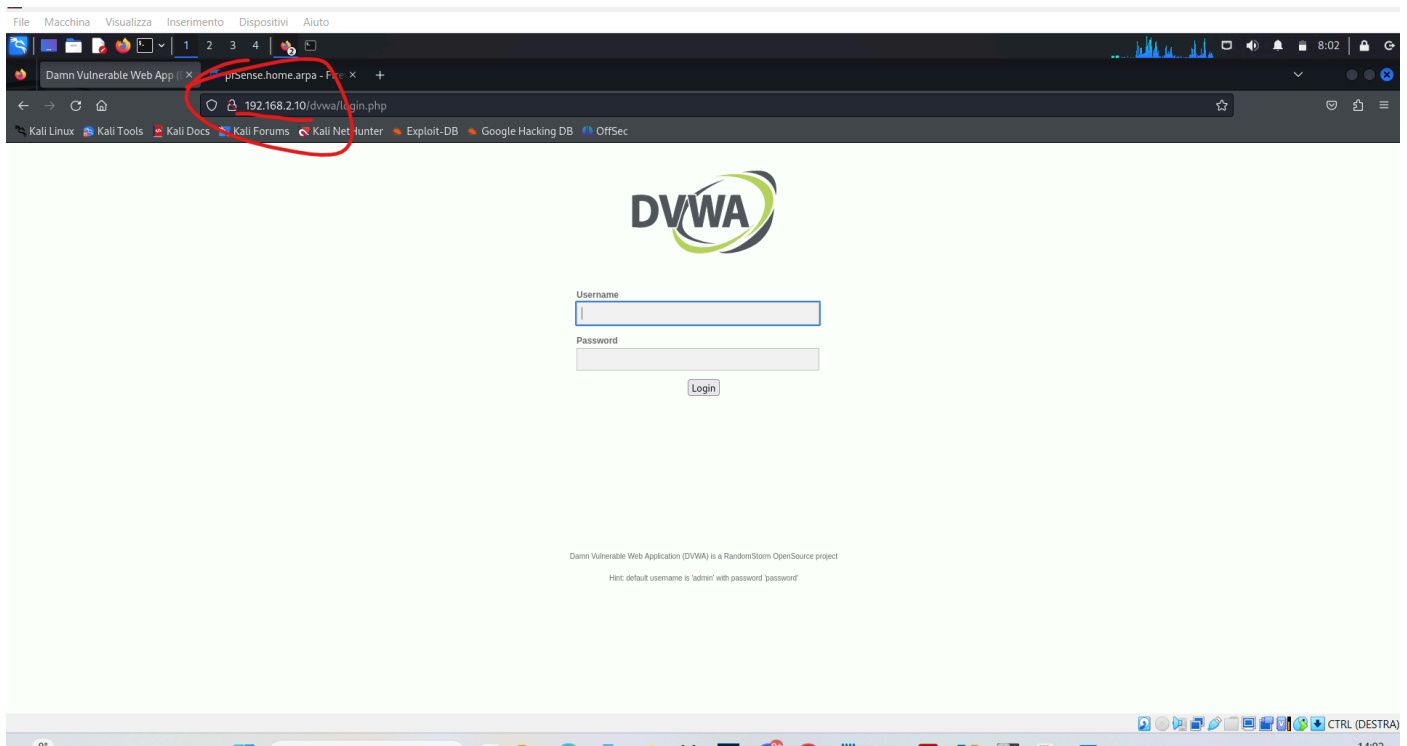 File Macchina Visualizza Inserimento Dispositivi Aiuto
1 2 3 4 8:02
Damn Vulnerable Web App (
pfSense.home.arpa - Fire
192.168.2.10/dvwa/login.php
Kali Linux Kali Tools Kali Docs Kali Forums Kali NetHunter Exploit-DB Google Hacking DB OffSec
DVWA
Username
Password
Login
Damn Vulnerable Web Application (DVWA) is a RandomStorm OpenSource project
Hint: default username is 'admin' with password 'password'
CTRL (DESTRA)